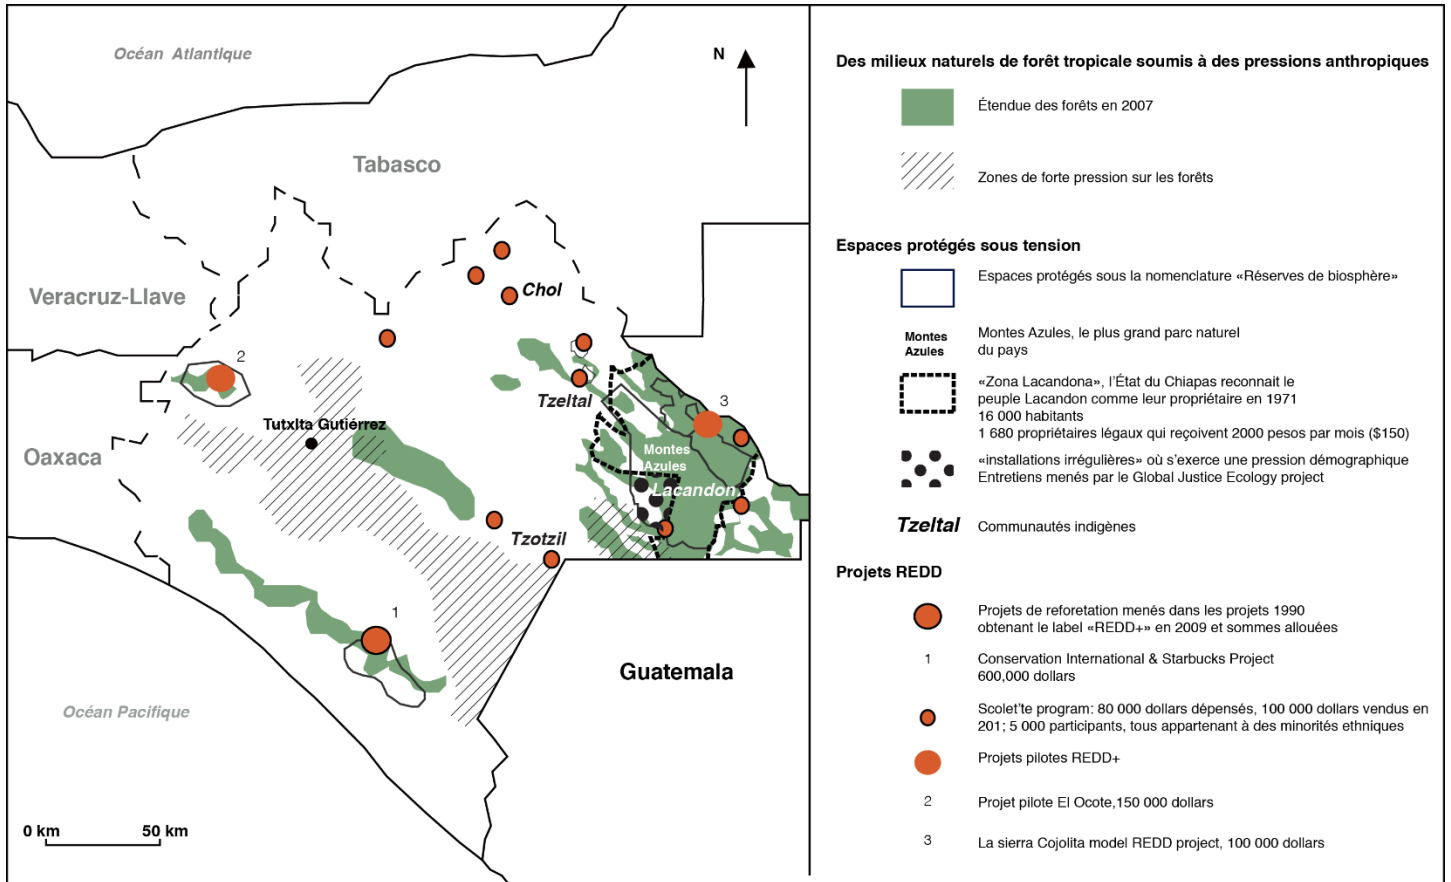 Océan Atlantique
N
Tabasco
Veracruz-Llave
Chol
2
Tzeltal
3
Tutxlta Gutiérrez
Oaxaca
Montes
Azules
Lacandon
Tzotzil
1
Guatemala
Océan Pacifique
0 km
50 km
Des milieux naturels de forêt tropicale soumis à des pressions anthropiques
Étendue des forêts en 2007
Zones de forte pression sur les forêts
Espaces protégés sous tension
Espaces protégés sous la nomenclature «Réserves de biosphère»
Montes
Azules
Montes Azules, le plus grand parc naturel
du pays
«Zona Lacandona», l'État du Chiapas reconnait le
peuple Lacandon comme leur propriétaire en 1971
16 000 habitants
1 680 propriétaires légaux qui reçoivent 2000 pesos par mois ($150)
«installations irrégulières» où s'exerce une pression démographique
Entretiens menés par le Global Justice Ecology project
Tzeltal
Communautés indigènes
Projets REDD
Projets de reforetation menés dans les projets 1990
obtenant le label «REDD+» en 2009 et sommes allouées
1
Conservation International & Starbucks Project
600,000 dollars
Scolet'te program: 80 000 dollars dépensés, 100 000 dollars vendus en
201; 5 000 participants, tous appartenant à des minorités ethniques
Projets pilotes REDD+
2
Projet pilote El Ocote,150 000 dollars
3
La sierra Cojolita model REDD project, 100 000 dollars